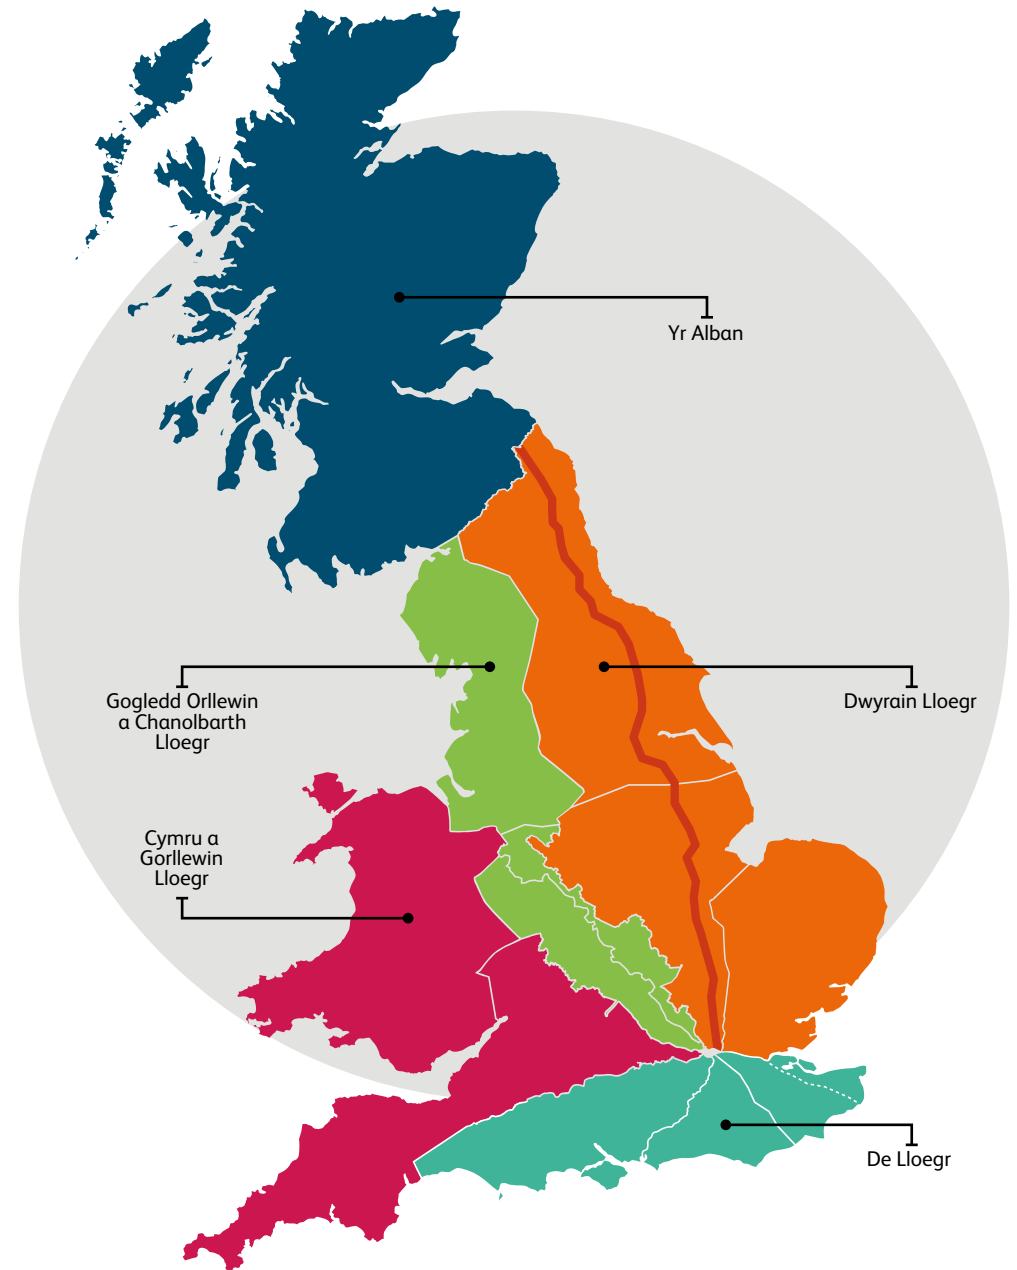 Yr Alban
Gogledd Orllewin
a Chanolbarth
Lloegr
Dwyrain Lloegr
Cymru a
Gorllewin
Lloegr
De Lloegr